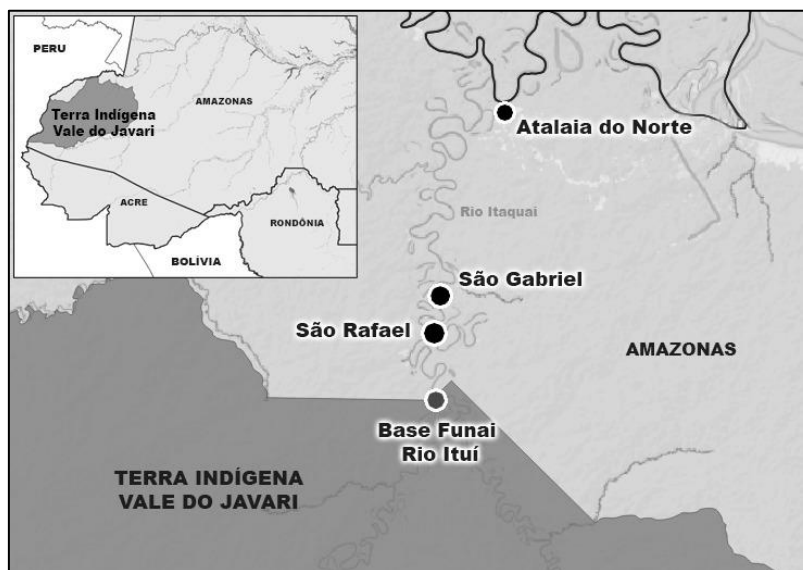 PERU
AMAZONAS
Terra Indígena
Vale do Javari
ACRE
RONDÔNIA
BOLÍVIA
Atalaia do Norte
Rio Itaquai
São Gabriel
São Rafael
AMAZONAS
Base Funai
Rio Ituí
TERRA INDÍGENA
VALE DO JAVARI